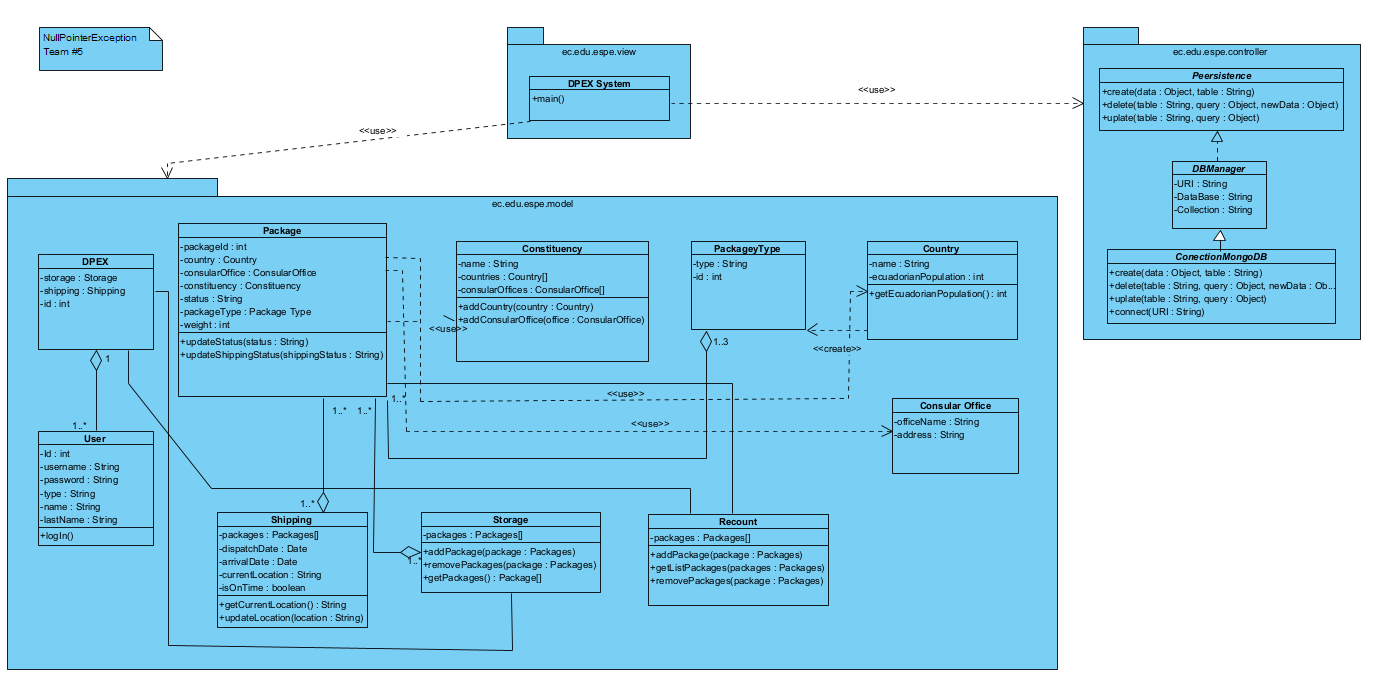 NullPointerException
Team #5
ec.edu.espe.view
DPEX System
+main()
<<use>>
<<use>>
ec.edu.espe.controller
Peersistence
+create(data : Object, table : String)
+delete(table : String, query : Object, newData : Object)
+uplate(table : String, query : Object)
DBManager
-URI : String
-DataBase : String
-Collection : String
ConectionMongoDB
+create(data : Object, table : String)
+delete(table : String, query : Object, newData : Ob...
+uplate(table : String, query : Object)
+connect(URI : String)
ec.edu.espe.model
DPEX
-storage : Storage
-shipping : Shipping
-id : int
1
1..*
User
-Id : int
-username : String
-password : String
-type : String
-name : String
-lastName : String
+logIn()
Package
-packageId : int
-country : Country
-consularOffice : ConsularOffice
-constituency : Constituency
-status : String
-packageType : Package Type
-weight : int
+updateStatus(status : String)
+updateShippingStatus(shippingStatus : String)
1..*
1..*
1..
<<use>>
Constituency
-name : String
-countries : Country[]
-consularOffices : ConsularOffice[]
+addCountry(country : Country)
+addConsularOffice(office : ConsularOffice)
PackageyType
-type : String
-id : int
1..3
Country
-name : String
-ecuadorianPopulation : int
+getEcuadorianPopulation() : int
<<create>>
<<use>>
<<use>>
Consular Office
-officeName : String
-address : String
1..*
Shipping
-packages : Packages[]
-dispatchDate : Date
-arrivalDate : Date
-currentLocation : String
-isOnTime : boolean
+getCurrentLocation() : String
+updateLocation(location : String)
1..*
Storage
-packages : Packages[]
+addPackage(package : Packages)
+removePackages(package : Packages)
+getPackages() : Package[]
Recount
-packages : Packages[]
+addPackage(package : Packages)
+getListPackages(packages : Packages)
+removePackages(package : Packages)